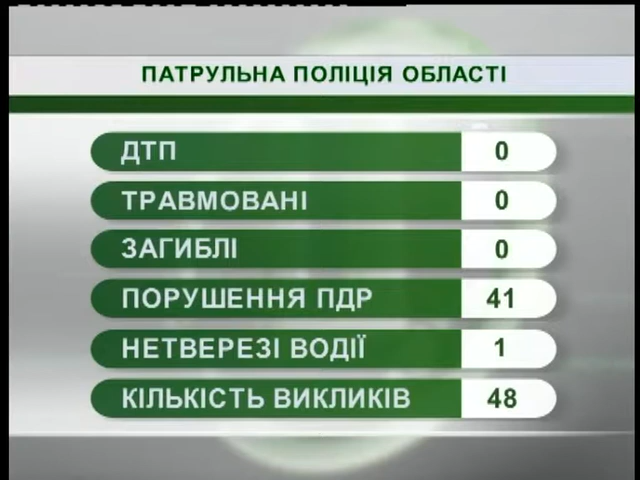 ПАТРУЛЬНА ПОЛІЦІЯ ОБЛАСТІ
ДТП 0
ТРАВМОВАНІ 0
ЗАГИБЛІ 0
ПОРУШЕННЯ ПДР 41
НЕТВЕРЕЗІ ВОДІЇ 1
КІЛЬКІСТЬ ВИКЛИКІВ 48